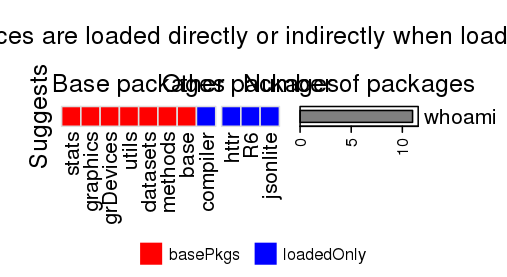 ces are loaded directly or indirectly when load
Base packages Other packages Number of packages
Suggests
whoami
stats
graphics
grDevices
utils
datasets
methods
base
compiler
httr
R6
jsonlite
0 5 10
basePkgs loadedOnly